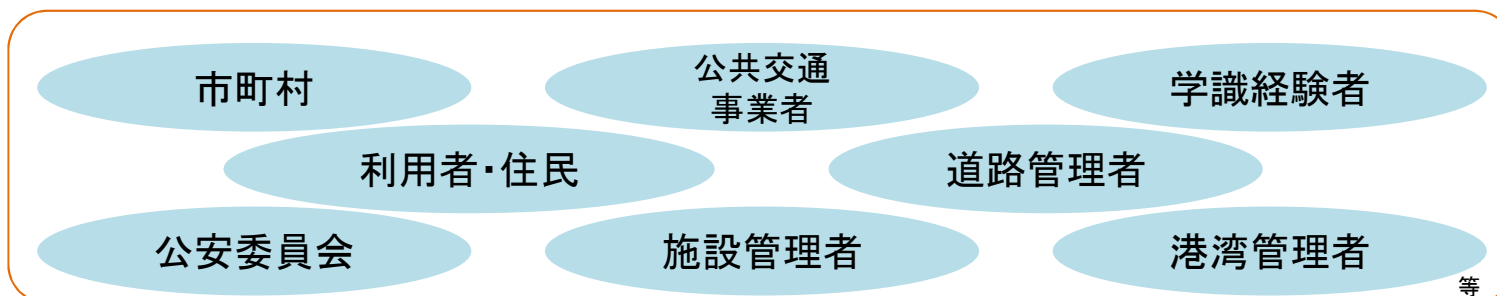 市町村
公共交通
事業者
学識経験者
利用者・住民
道路管理者
公安委員会
施設管理者
港湾管理者
等